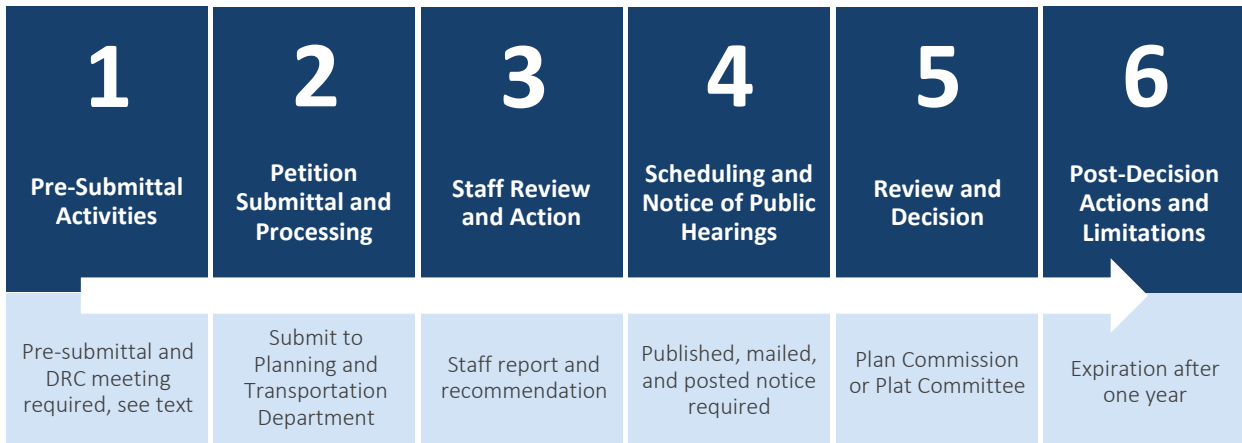 1
Pre-Submittal
Activities
Pre-submittal and
DRC meeting
required, see text
2
Petition
Submittal and
Processing
Submit to
Planning and
Transportation
Department
3
Staff Review
and Action
Staff report and
recommendation
4
Scheduling and
Notice of Public
Hearings
Published, mailed,
and posted notice
required
5
Review and
Decision
Plan Commission
or Plat Committee
6
Post-Decision
Actions and
Limitations
Expiration after
one year